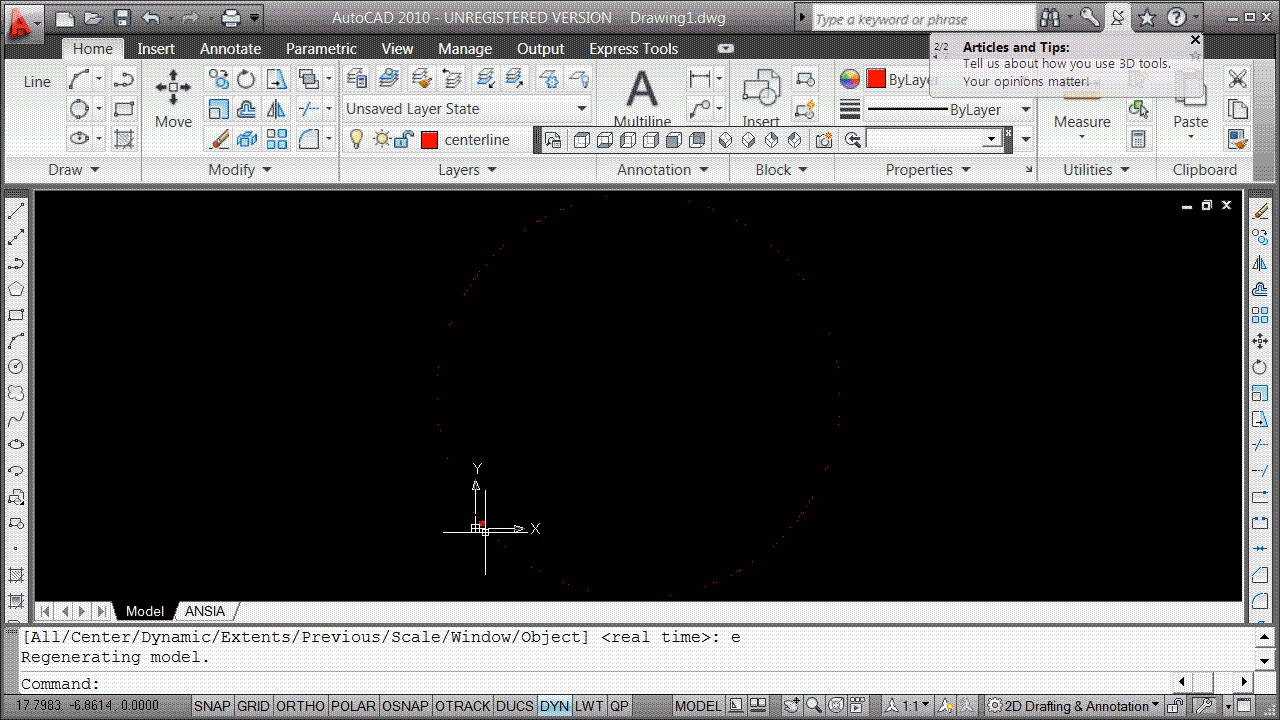 AutoCAD 2010 - UNREGISTERED VERSION Drawing1.dwg
Type a keyword or phrase
Home Insert Annotate Parametric View Manage Output Express Tools
2/2 Articles and Tips:
Tell us about how you use 3D tools.
Your opinions matter!
Line
Move
Unsaved Layer State
centerline
Multiline
Insert
ByLayer
ByLayer
Measure
Paste
Draw Modify Layers Annotation Block Properties Utilities Clipboard
Y
X
Model ANSIA
[All/Center/Dynamic/Extents/Previous/Scale/Window/Object] <real time>: e
Regenerating model.
Command:
17.7983, -6.8614, 0.0000 SNAP GRID ORTHO POLAR OSNAP OTRACK DUCS DYN LWT QP MODEL 1:1 2D Drafting & Annotation